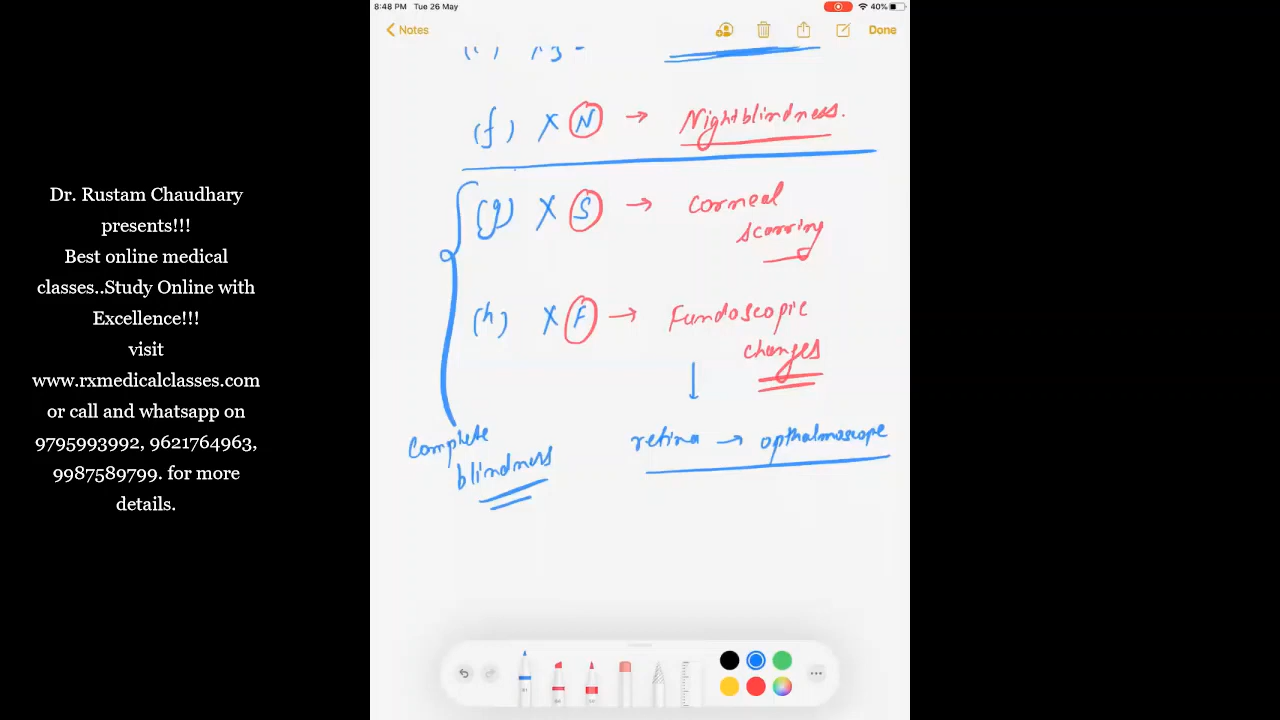 8:48 PM Tue 26 May
40%
Notes
Done
(f) X N → Nightblindness.
(g) X S → Corneal
scarring
(h) X F → Fundoscopic
changes
retina → opthalmoscope
Complete
blindness
Dr. Rustam Chaudhary
presents!!!
Best online medical
classes..Study Online with
Excellence!!!
visit
www.rxmedicalclasses.com
or call and whatsapp on
9795993992, 9621764963,
9987589799. for more
details.